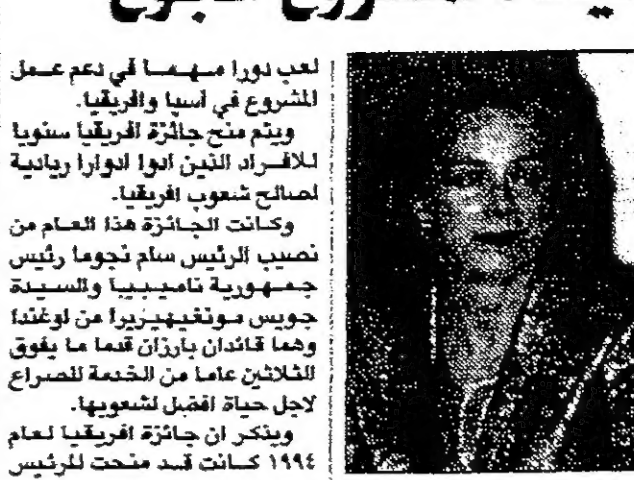 لعب دورا مهما في دعم عمل
المشروع في آسيا وافريقيا.
ويتم منح جائزة افريقيا سنويا
للافراد الذين ادوا ادوارا ريادية
لصالح شعوب افريقيا.
وكانت الجائزة هذا العام من
نصيب الرئيس سام نجوما رئيس
جمهورية ناميبيا والسيدة
جويس مونفيهيزيرا من اوغندا
وهما قائدان بارزان قدما ما يفوق
الثلاثين عاما من الخدمة للصراع
لاجل حياة افضل لشعوبها.
ويذكر ان جائزة افريقيا لعام
١٩٩٤ كانت قد منحت للرئيس